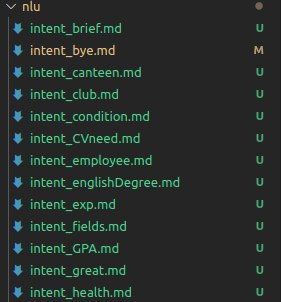 nlu
intent_brief.md U
intent_bye.md M
intent_canteen.md U
intent_club.md U
intent_condition.md U
intent_CVneed.md U
intent_employee.md U
intent_englishDegree.md U
intent_exp.md U
intent_fields.md U
intent_GPA.md U
intent_great.md U
intent_health.md U